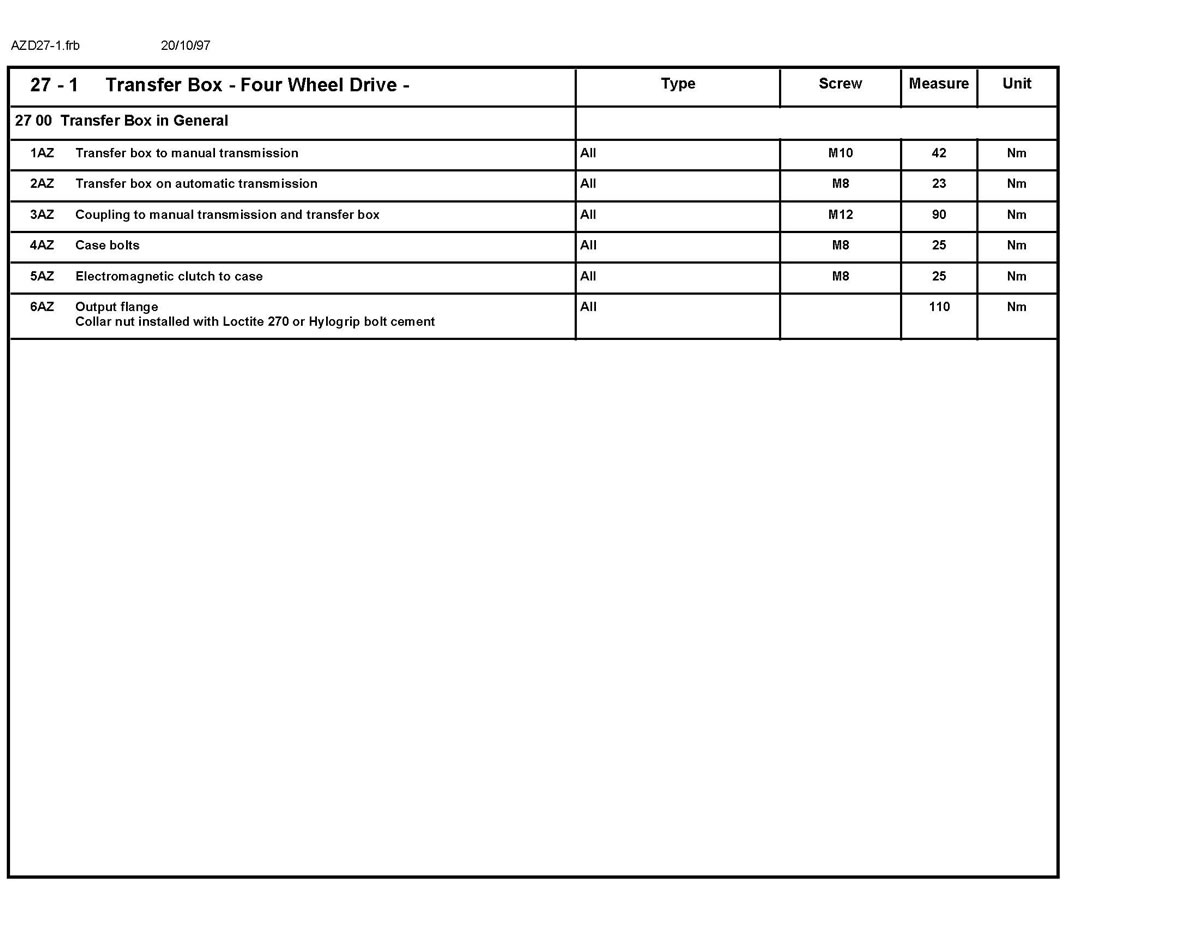 AZD27-1.frb 20/10/97
27 - 1 Transfer Box - Four Wheel Drive - Type Screw Measure Unit
27 00 Transfer Box in General
1AZ Transfer box to manual transmission All M10 42 Nm
2AZ Transfer box on automatic transmission All M8 23 Nm
3AZ Coupling to manual transmission and transfer box All M12 90 Nm
4AZ Case bolts All M8 25 Nm
5AZ Electromagnetic clutch to case All M8 25 Nm
6AZ Output flange All 110 Nm
Collar nut installed with Loctite 270 or Hylogrip bolt cement